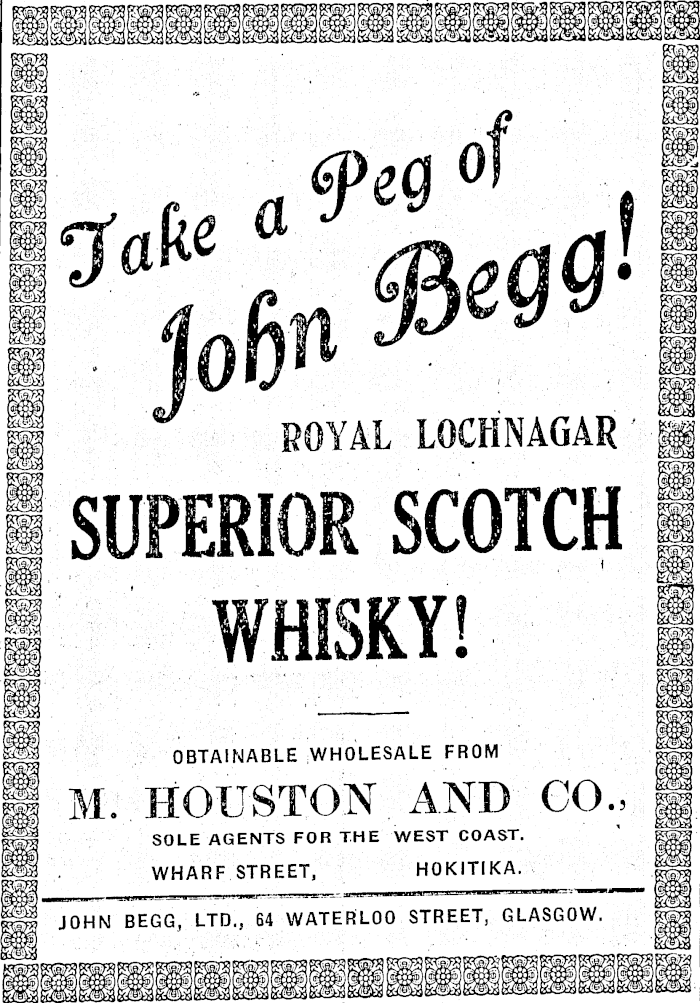 Take a Peg of
John Begg!
ROYAL LOCHNAGAR
SUPERIOR SCOTCH
WHISKY!
OBTAINABLE WHOLESALE FROM
M. HOUSTON AND CO.,
SOLE AGENTS FOR THE WEST COAST.
WHARF STREET, HOKITIKA.
JOHN BEGG, LTD., 64 WATERLOO STREET, GLASGOW.